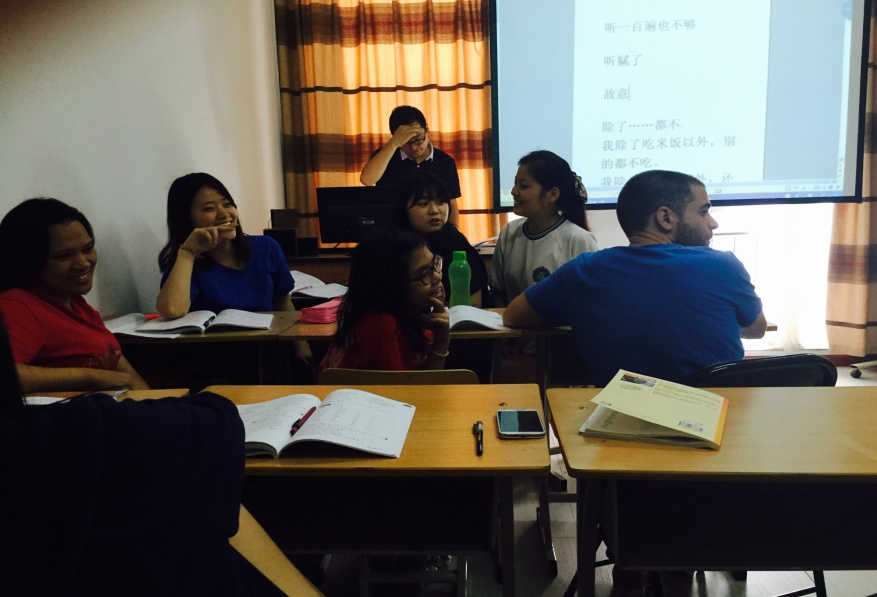 听一百遍也不够
听腻了
故意
除了……都不
我除了吃米饭以外，别
的都不吃。